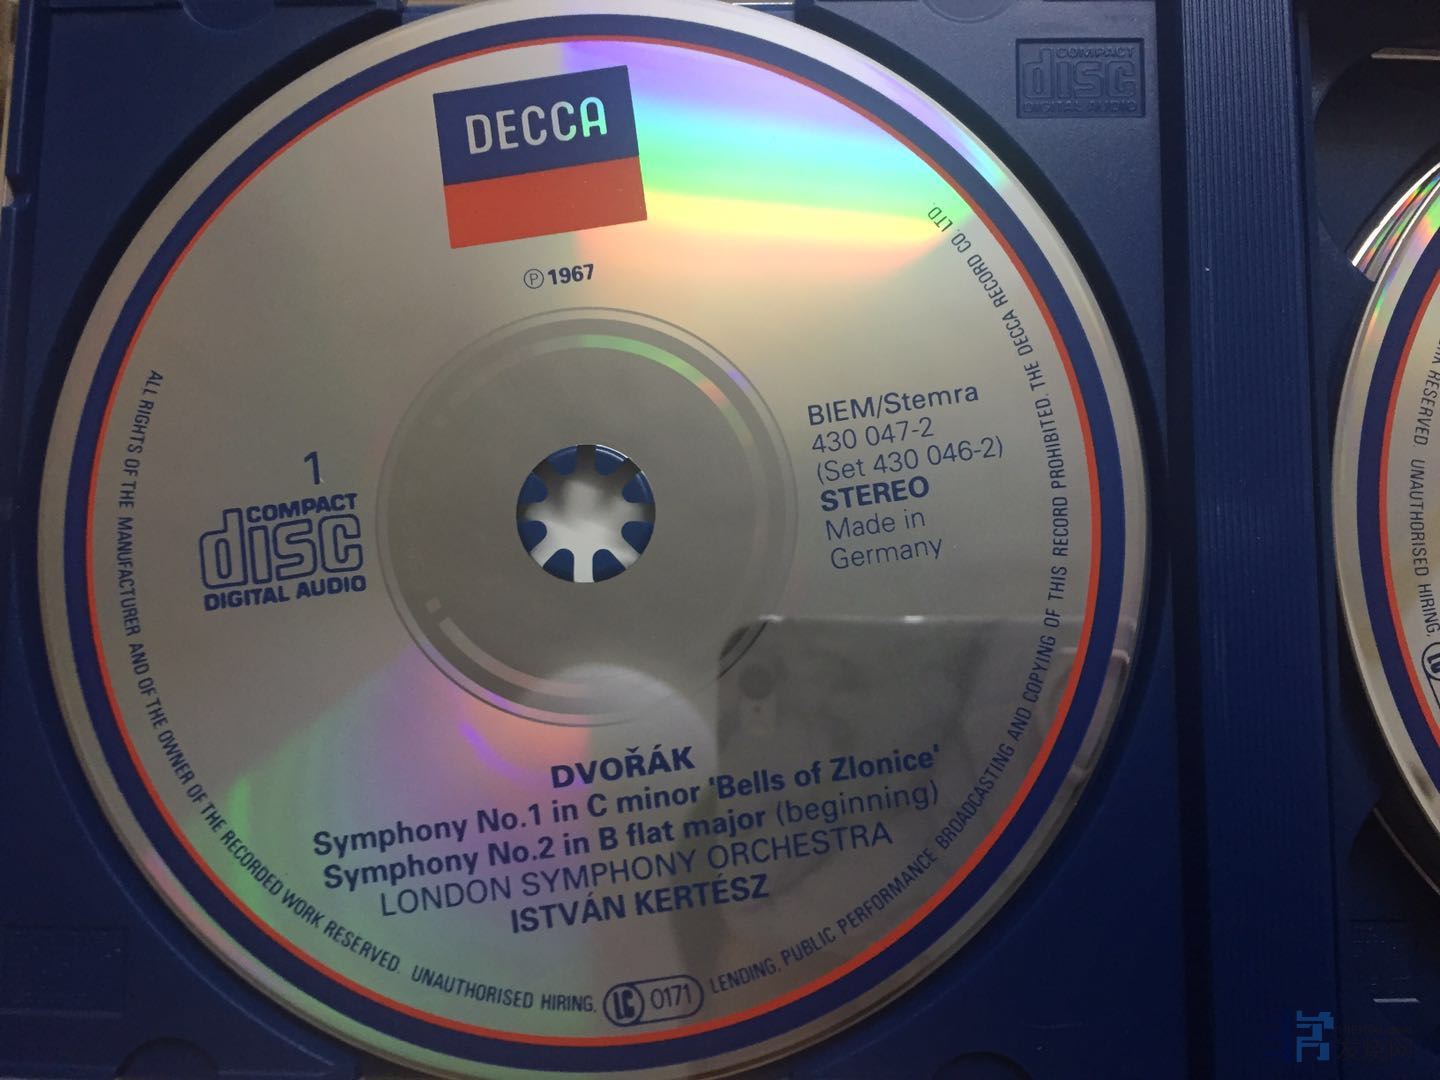 DECCA
℗ 1967
COMPACT
disc
DIGITAL AUDIO
1
COMPACT
disc
DIGITAL AUDIO
BIEM/Stemra
430 047-2
(Set 430 046-2)
STEREO
Made in
Germany
DVOŘÁK
Symphony No.1 in C minor 'Bells of Zlonice'
Symphony No.2 in B flat major (beginning)
LONDON SYMPHONY ORCHESTRA
ISTVÁN KERTÉSZ
ALL RIGHTS OF THE MANUFACTURER AND OF THE OWNER OF THE RECORDED WORK RESERVED. UNAUTHORISED HIRING, LC 0171 LENDING, PUBLIC PERFORMANCE BROADCASTING AND COPYING OF THIS RECORD PROHIBITED. THE DECCA RECORD CO. LTD.
RESERVED. UNAUTHORISED HIRING,